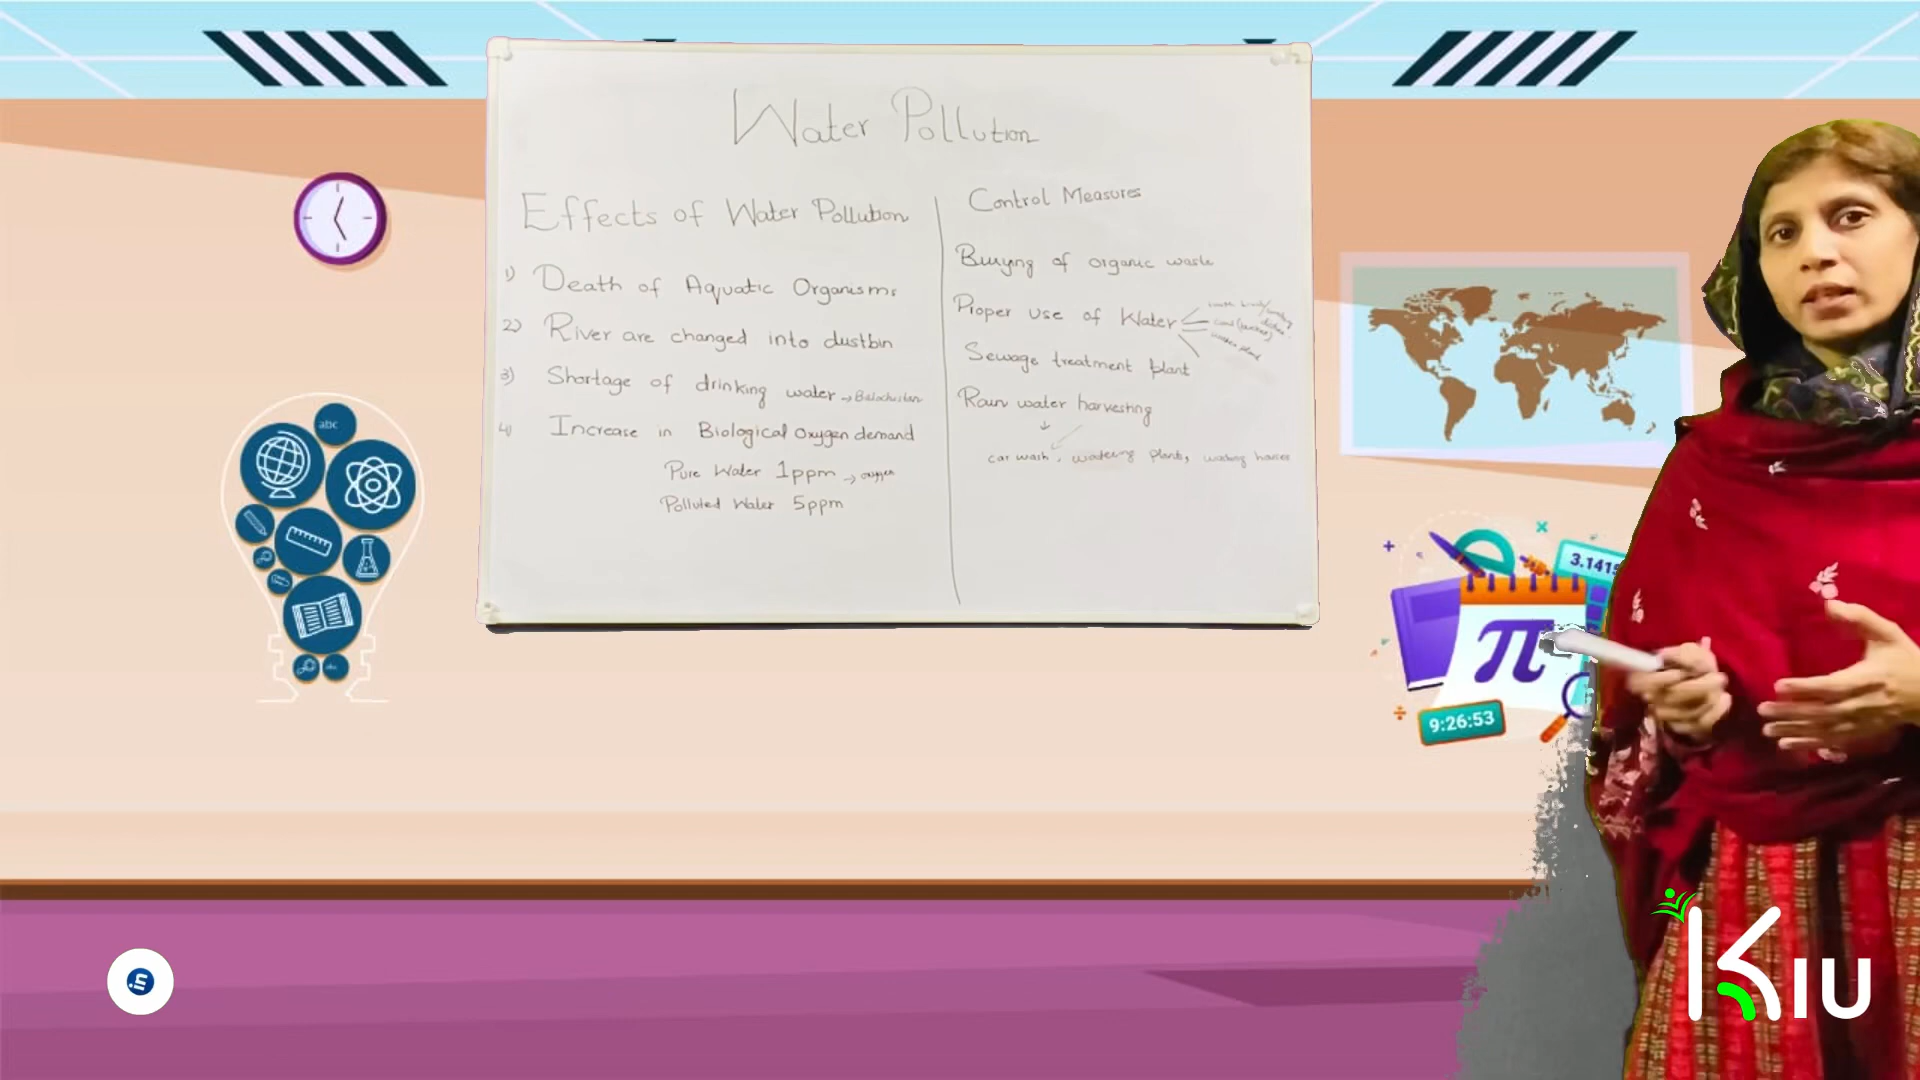 Water Pollution
Effects of Water Pollution
1) Death of Aquatic Organisms
2) River are changed into dustbin
3) Shortage of drinking water → Balochistan
4) Increase in Biological Oxygen demand
Pure Water 1ppm → oxygen
Polluted Water 5ppm
Control Measures
Burying of organic waste
Proper use of Water
Sewage treatment plant
Rain water harvesting
car wash, watering plants, washing houses
abc
3.1415
π
9:26:53
KIU